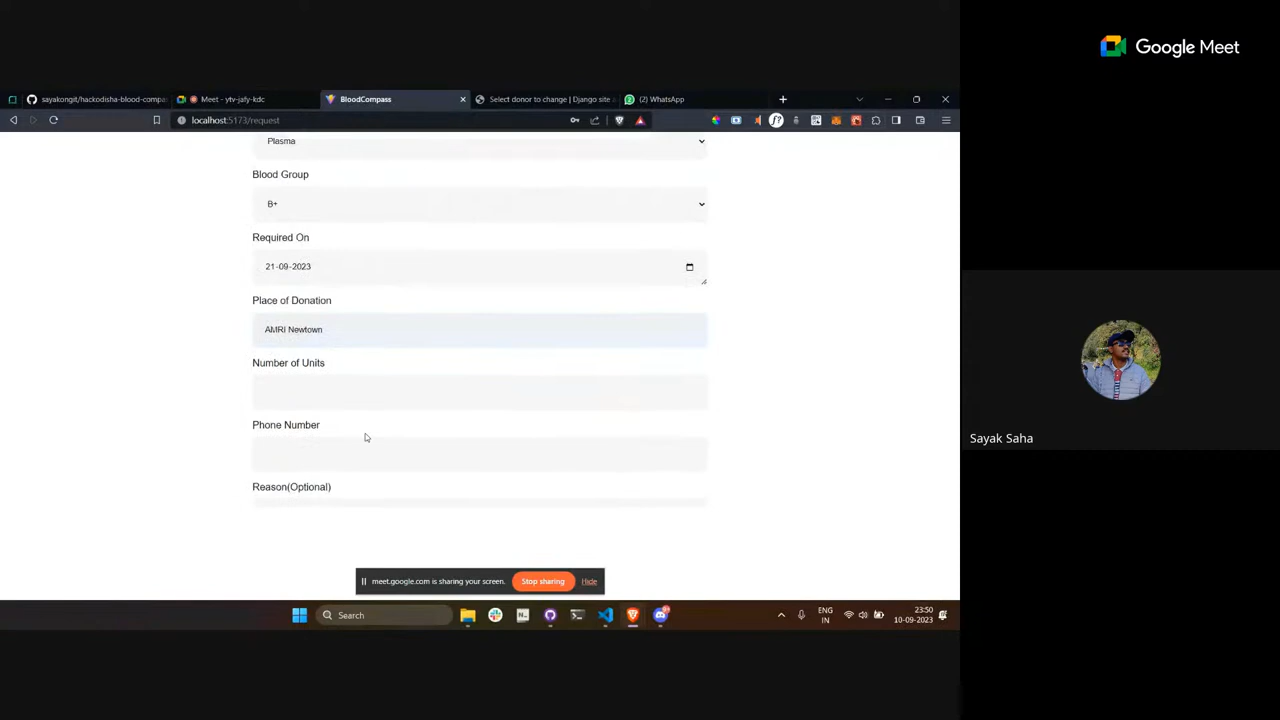 Google Meet
sayakongit/hackodisha-blood-compa
Meet - ytv-jafy-kdc
BloodCompass
Select donor to change | Django site a
(2) WhatsApp
localhost:5173/request
Plasma
Blood Group
B+
Required On
21-09-2023
Place of Donation
AMRI Newtown
Number of Units
Phone Number
Reason(Optional)
Sayak Saha
meet.google.com is sharing your screen.
Stop sharing
Hide
Search
ENG
IN
23:50
10-09-2023